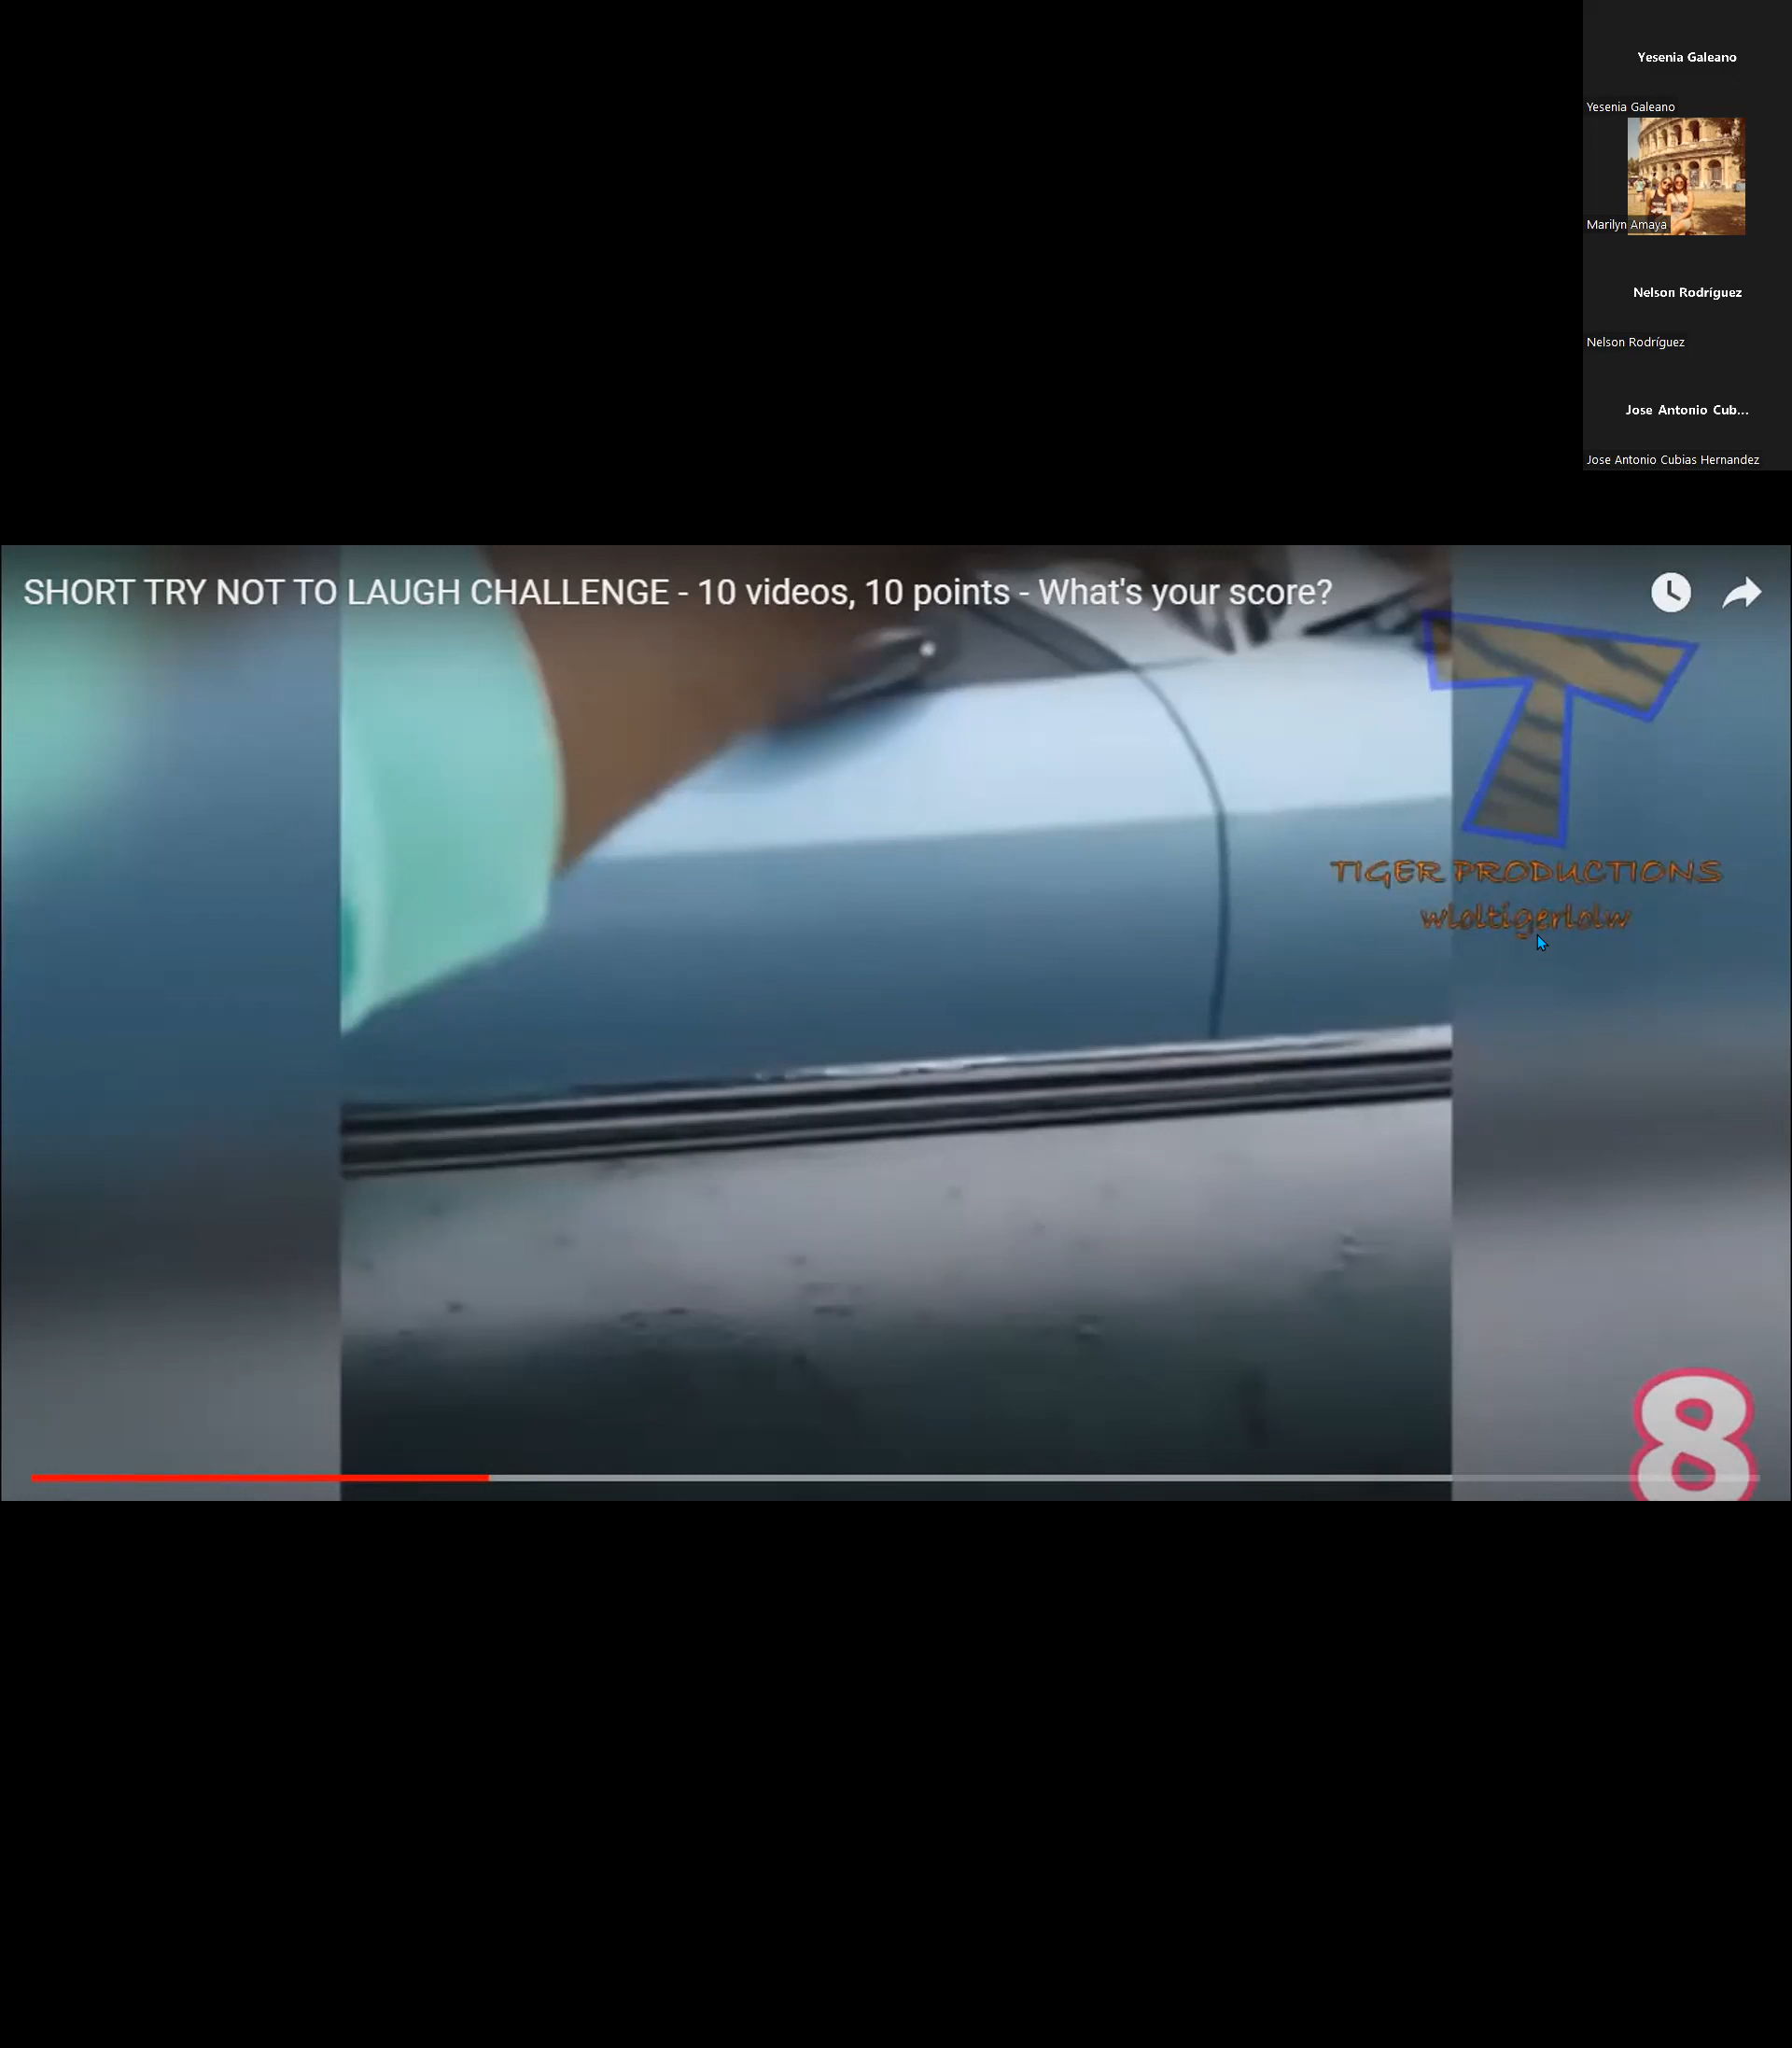 Yesenia Galeano
Yesenia Galeano
Marilyn Amaya
Nelson Rodríguez
Nelson Rodríguez
Jose Antonio Cub...
Jose Antonio Cubias Hernandez
SHORT TRY NOT TO LAUGH CHALLENGE - 10 videos, 10 points - What's your score?
T
TIGER PRODUCTIONS
wloltigerlolw
8